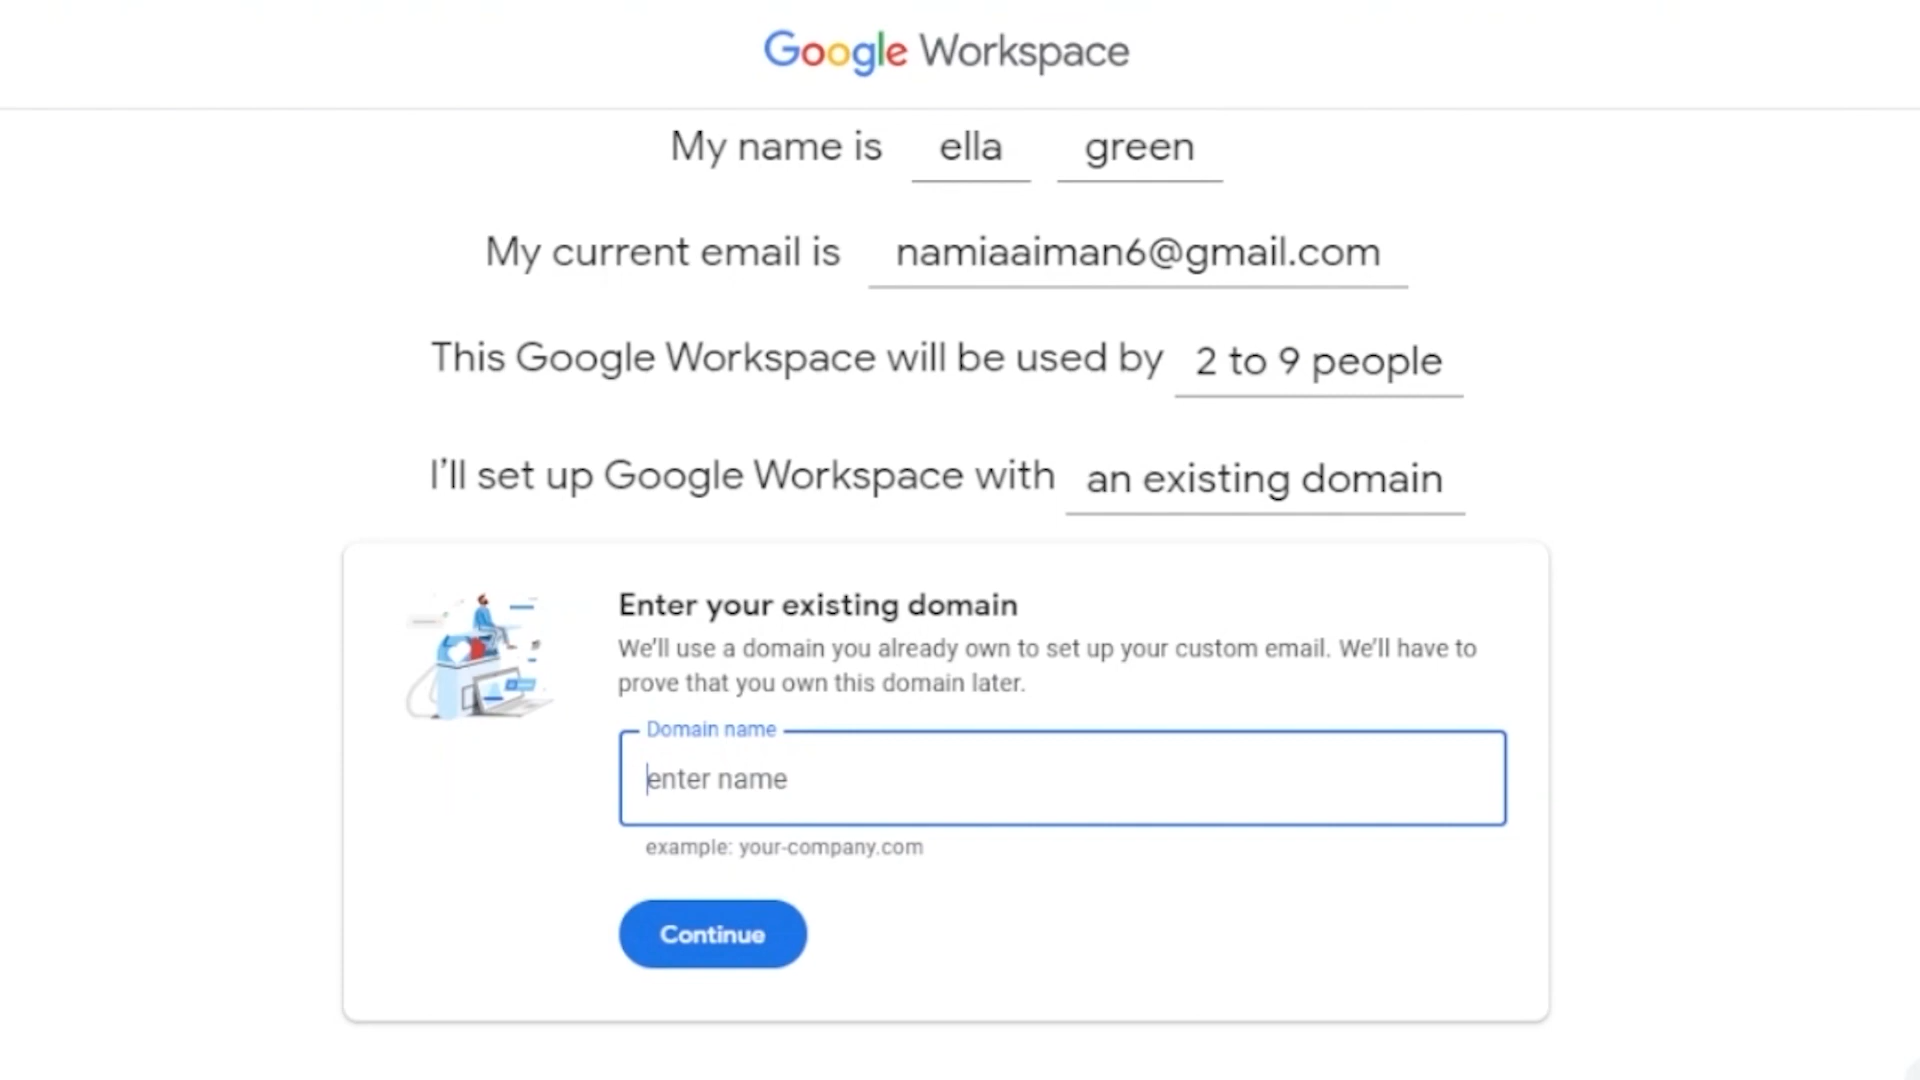 Google Workspace
My name is ella green
My current email is namiaaiman6@gmail.com
This Google Workspace will be used by 2 to 9 people
I'll set up Google Workspace with an existing domain
Enter your existing domain
We'll use a domain you already own to set up your custom email. We'll have to
prove that you own this domain later.
Domain name
enter name
example: your-company.com
Continue